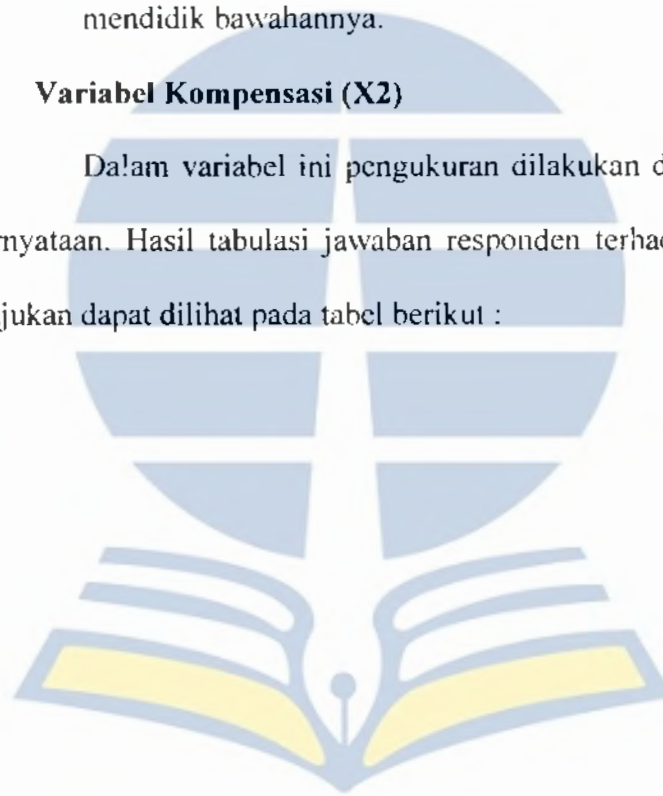 mendidik bawahannya.
Variabel Kompensasi (X2)
Dalam variabel ini pengukuran dilakukan d
rnyataan. Hasil tabulasi jawaban responden terhad
jukan dapat dilihat pada tabel berikut :